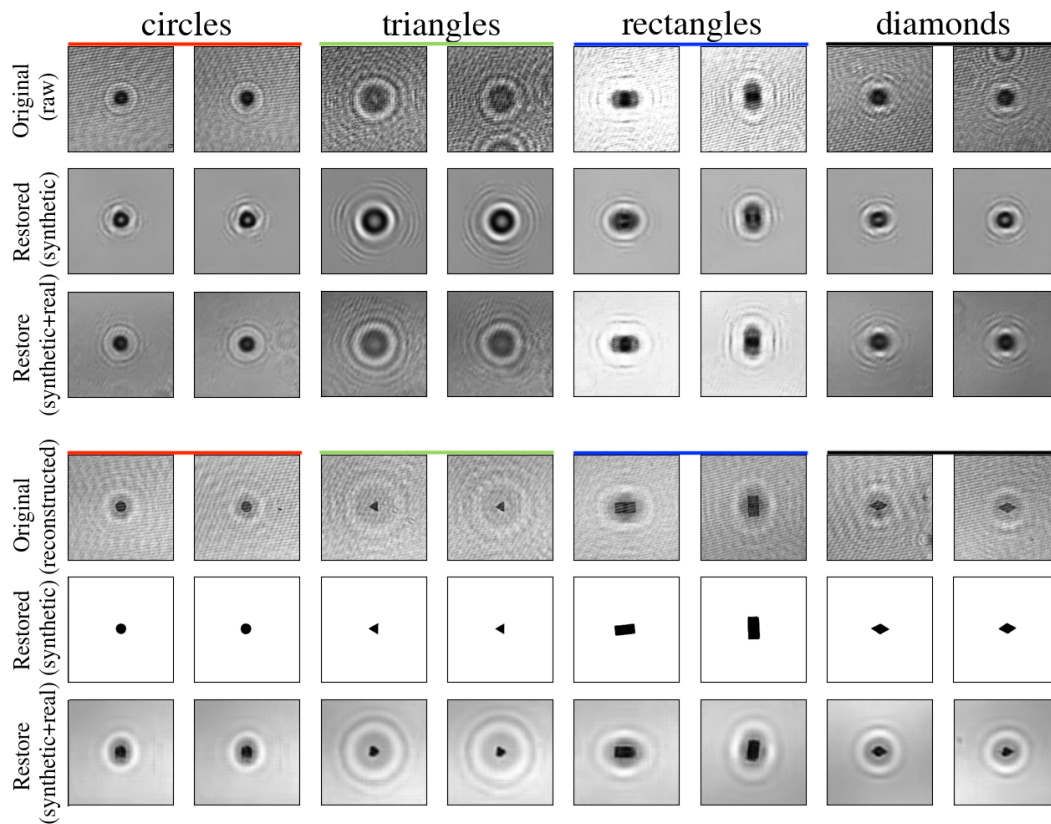 circles triangles rectangles diamonds
Original
(raw)
Restored
(synthetic)
Restore
(synthetic+real)
Original
(reconstructed)
Restored
(synthetic)
Restore
(synthetic+real)